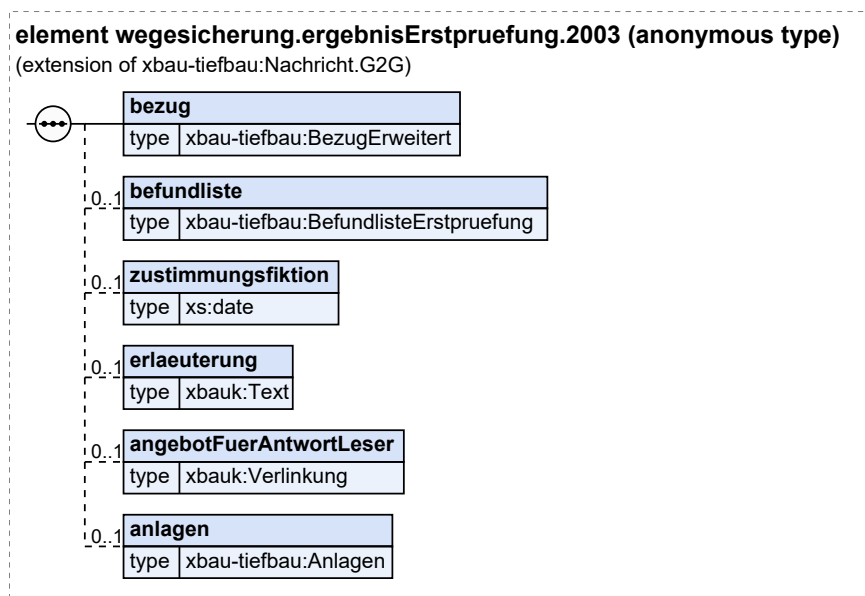 element wegesicherung.ergebnisErstpruefung.2003 (anonymous type)
(extension of xbau-tiefbau:Nachricht.G2G)
bezug
type xbau-tiefbau:BezugErweitert
0..1 befundliste
type xbau-tiefbau:BefundlisteErstpruefung
0..1 zustimmungsfiktion
type xs:date
0..1 erlaeuterung
type xbauk:Text
0..1 angebotFuerAntwortLeser
type xbauk:Verlinkung
0..1 anlagen
type xbau-tiefbau:Anlagen